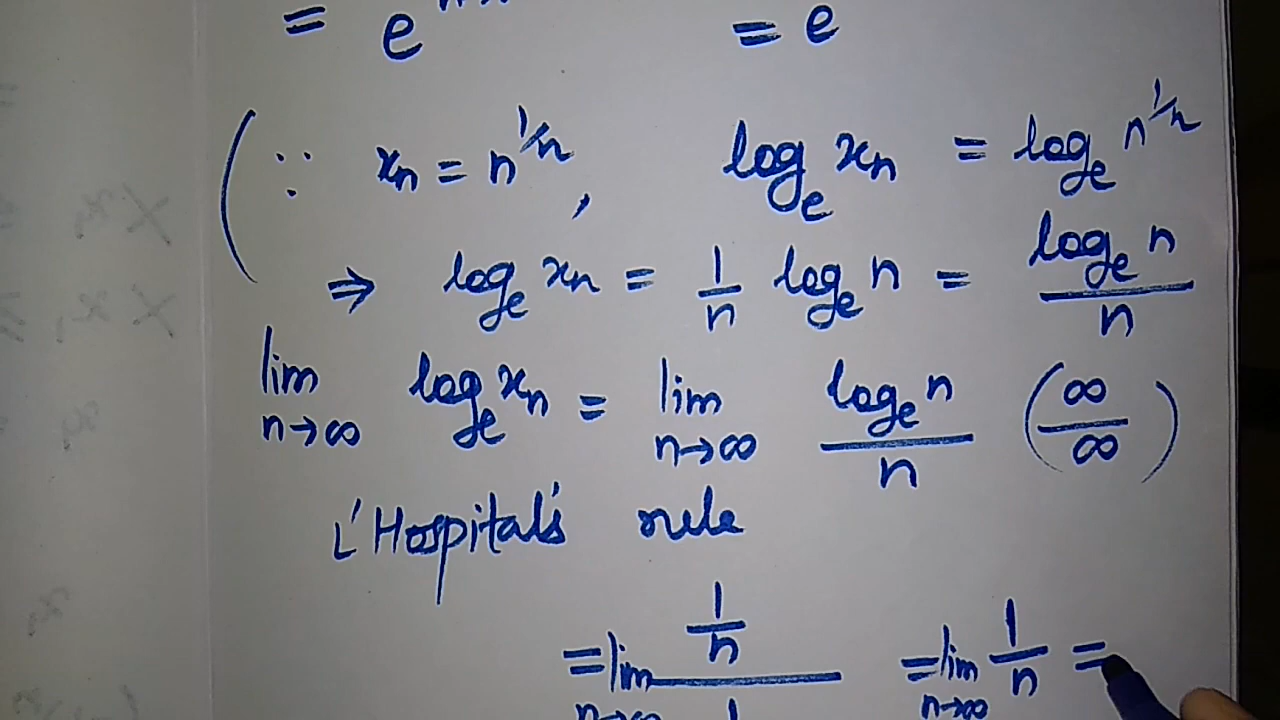 = e = e
( ∵ xₙ = n^{1/n}, logₑ xₙ = logₑ n^{1/n}
⇒ logₑ xₙ = 1/n logₑ n = logₑ n / n
lim n→∞ logₑ xₙ = lim n→∞ logₑ n / n (∞/∞)
L'Hospital's rule
= lim n→∞ (1/n) / 1 = lim n→∞ 1/n =